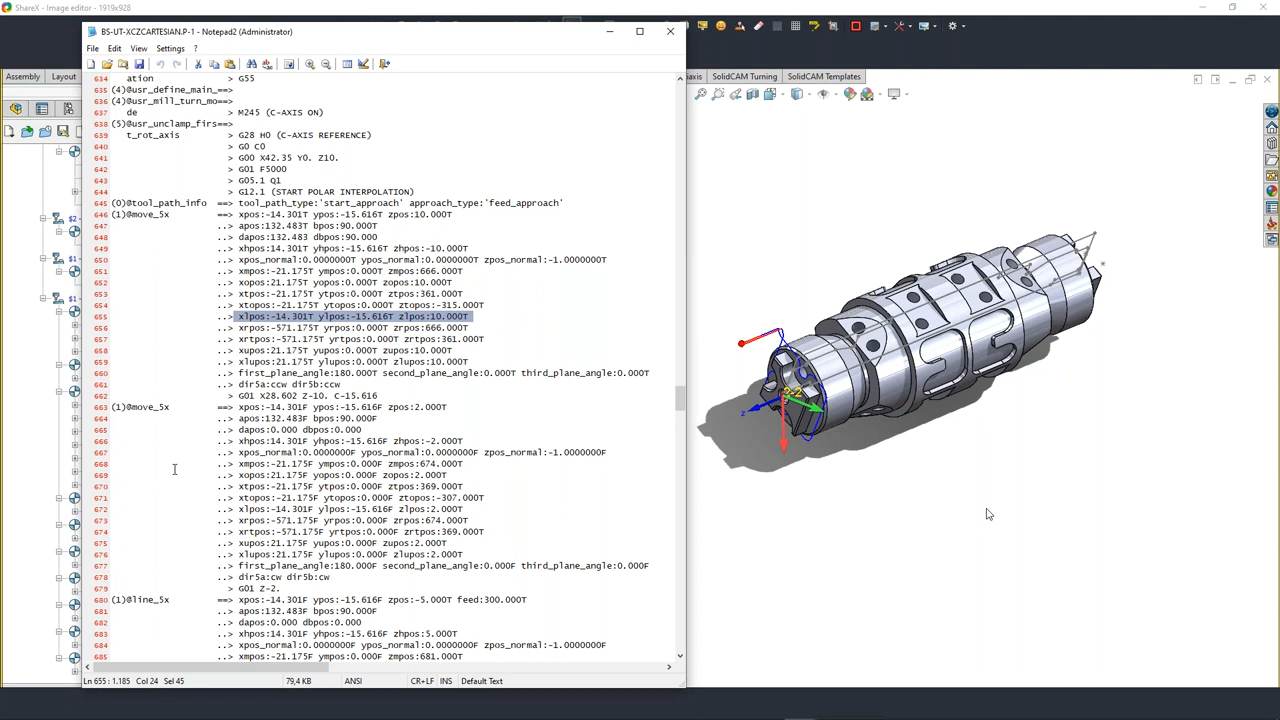 ShareX - Image editor - 1919x928
BS-UT-XCZCARTESIAN.P-1 - Notepad2 (Administrator)
File Edit View Settings ?
Assembly Layout
axis SolidCAM Turning SolidCAM Templates
634 ation > G55
635 (4)@usr_define_main_==>
636 (4)@usr_mill_turn_mo==>
637 de > M245 (C-AXIS ON)
638 (5)@usr_unclamp_firs==>
639 t_rot_axis > G28 H0 (C-AXIS REFERENCE)
640 > G0 C0
641 > G00 X42.35 Y0. Z10.
642 > G01 F5000
643 > G05.1 Q1
644 > G12.1 (START POLAR INTERPOLATION)
645 (0)@tool_path_info ==> tool_path_type:'start_approach' approach_type:'feed_approach'
646 (1)@move_5x ==> xpos:-14.301T ypos:-15.616T zpos:10.000T
647 ..> apos:132.483T bpos:90.000T
648 ..> dapos:132.483 dbpos:90.000
649 ..> xhpos:14.301T yhpos:-15.616T zhpos:-10.000T
650 ..> xpos_normal:0.0000000T ypos_normal:0.0000000T zpos_normal:-1.0000000T
651 ..> xmpos:-21.175T ympos:0.000T zmpos:666.000T
652 ..> xopos:21.175T yopos:0.000T zopos:10.000T
653 ..> xtpos:-21.175T ytpos:0.000T ztpos:361.000T
654 ..> xtopos:-21.175T ytopos:0.000T ztopos:-315.000T
655 ..> xlpos:-14.301T ylpos:-15.616T zlpos:10.000T
656 ..> xrpos:-571.175T yrpos:0.000T zrpos:666.000T
657 ..> xrtpos:-571.175T yrtpos:0.000T zrtpos:361.000T
658 ..> xupos:21.175T yupos:0.000T zupos:10.000T
659 ..> xlupos:21.175T ylupos:0.000T zlupos:10.000T
660 ..> first_plane_angle:180.000T second_plane_angle:0.000T third_plane_angle:0.000T
661 ..> dir5a:ccw dir5b:ccw
662 > G01 X28.602 Z-10. C-15.616
663 (1)@move_5x ==> xpos:-14.301F ypos:-15.616F zpos:2.000T
664 ..> apos:132.483F bpos:90.000F
665 ..> dapos:0.000 dbpos:0.000
666 ..> xhpos:14.301F yhpos:-15.616F zhpos:-2.000T
667 ..> xpos_normal:0.0000000F ypos_normal:0.0000000F zpos_normal:-1.0000000F
668 ..> xmpos:-21.175F ympos:0.000F zmpos:674.000T
669 ..> xopos:21.175F yopos:0.000F zopos:2.000T
670 ..> xtpos:-21.175F ytpos:0.000F ztpos:369.000T
671 ..> xtopos:-21.175F ytopos:0.000F ztopos:-307.000T
672 ..> xlpos:-14.301F ylpos:-15.616F zlpos:2.000T
673 ..> xrpos:-571.175F yrpos:0.000F zrpos:674.000T
674 ..> xrtpos:-571.175F yrtpos:0.000F zrtpos:369.000T
675 ..> xupos:21.175F yupos:0.000F zupos:2.000T
676 ..> xlupos:21.175F ylupos:0.000F zlupos:2.000T
677 ..> first_plane_angle:180.000F second_plane_angle:0.000F third_plane_angle:0.000F
678 ..> dir5a:cw dir5b:cw
679 > G01 Z-2.
680 (1)@line_5x ==> xpos:-14.301F ypos:-15.616F zpos:-5.000T feed:300.000T
681 ..> apos:132.483F bpos:90.000F
682 ..> dapos:0.000 dbpos:0.000
683 ..> xhpos:14.301F yhpos:-15.616F zhpos:5.000T
684 ..> xpos_normal:0.0000000F ypos_normal:0.0000000F zpos_normal:-1.0000000F
685 ..> xmpos:-21.175F ympos:0.000F zmpos:681.000T
Ln 655 : 1.185 Col 24 Sel 45 79,4 KB ANSI CR+LF INS Default Text
$2
$1
$1
z
2-2